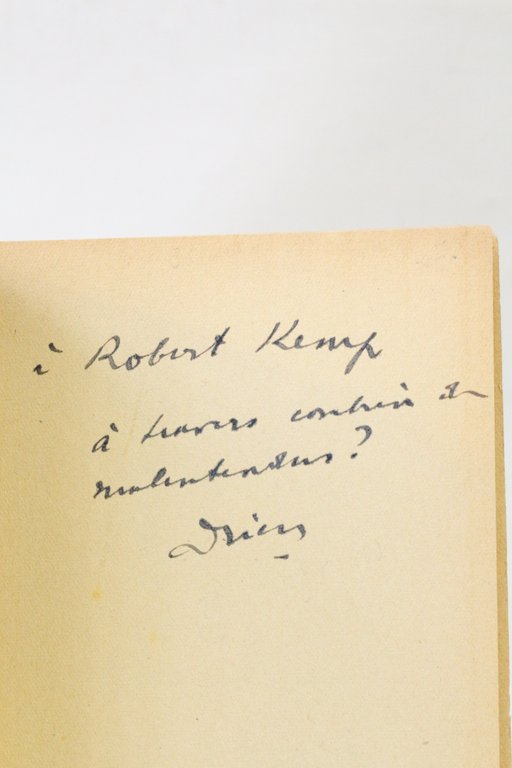 à Robert Kemp
à travers combien de
malentendus ?
Drieu